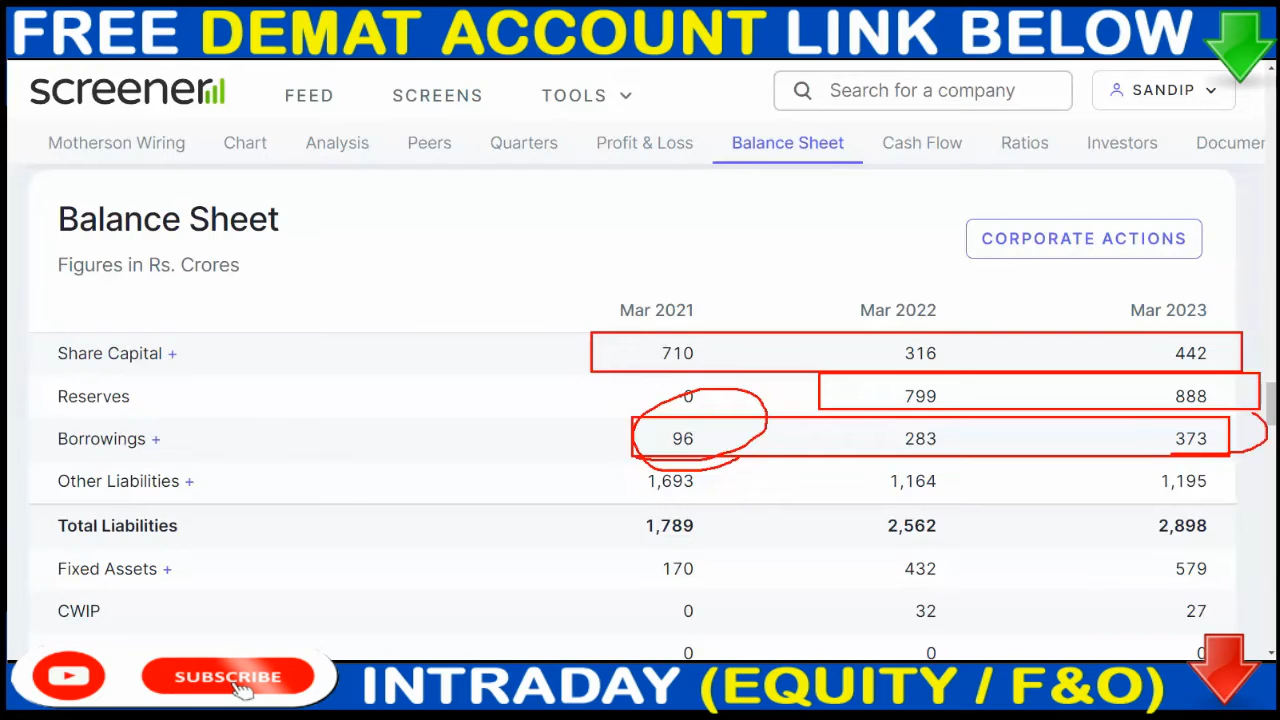 FREE DEMAT ACCOUNT LINK BELOW
screener
FEED SCREENS TOOLS
Search for a company
SANDIP
Motherson Wiring Chart Analysis Peers Quarters Profit & Loss Balance Sheet Cash Flow Ratios Investors Documen
Balance Sheet
CORPORATE ACTIONS
Figures in Rs. Crores
Mar 2021 Mar 2022 Mar 2023
Share Capital + 710 316 442
Reserves 0 799 888
Borrowings + 96 283 373
Other Liabilities + 1,693 1,164 1,195
Total Liabilities 1,789 2,562 2,898
Fixed Assets + 170 432 579
CWIP 0 32 27
0 0 0
SUBSCRIBE
INTRADAY (EQUITY / F&O)